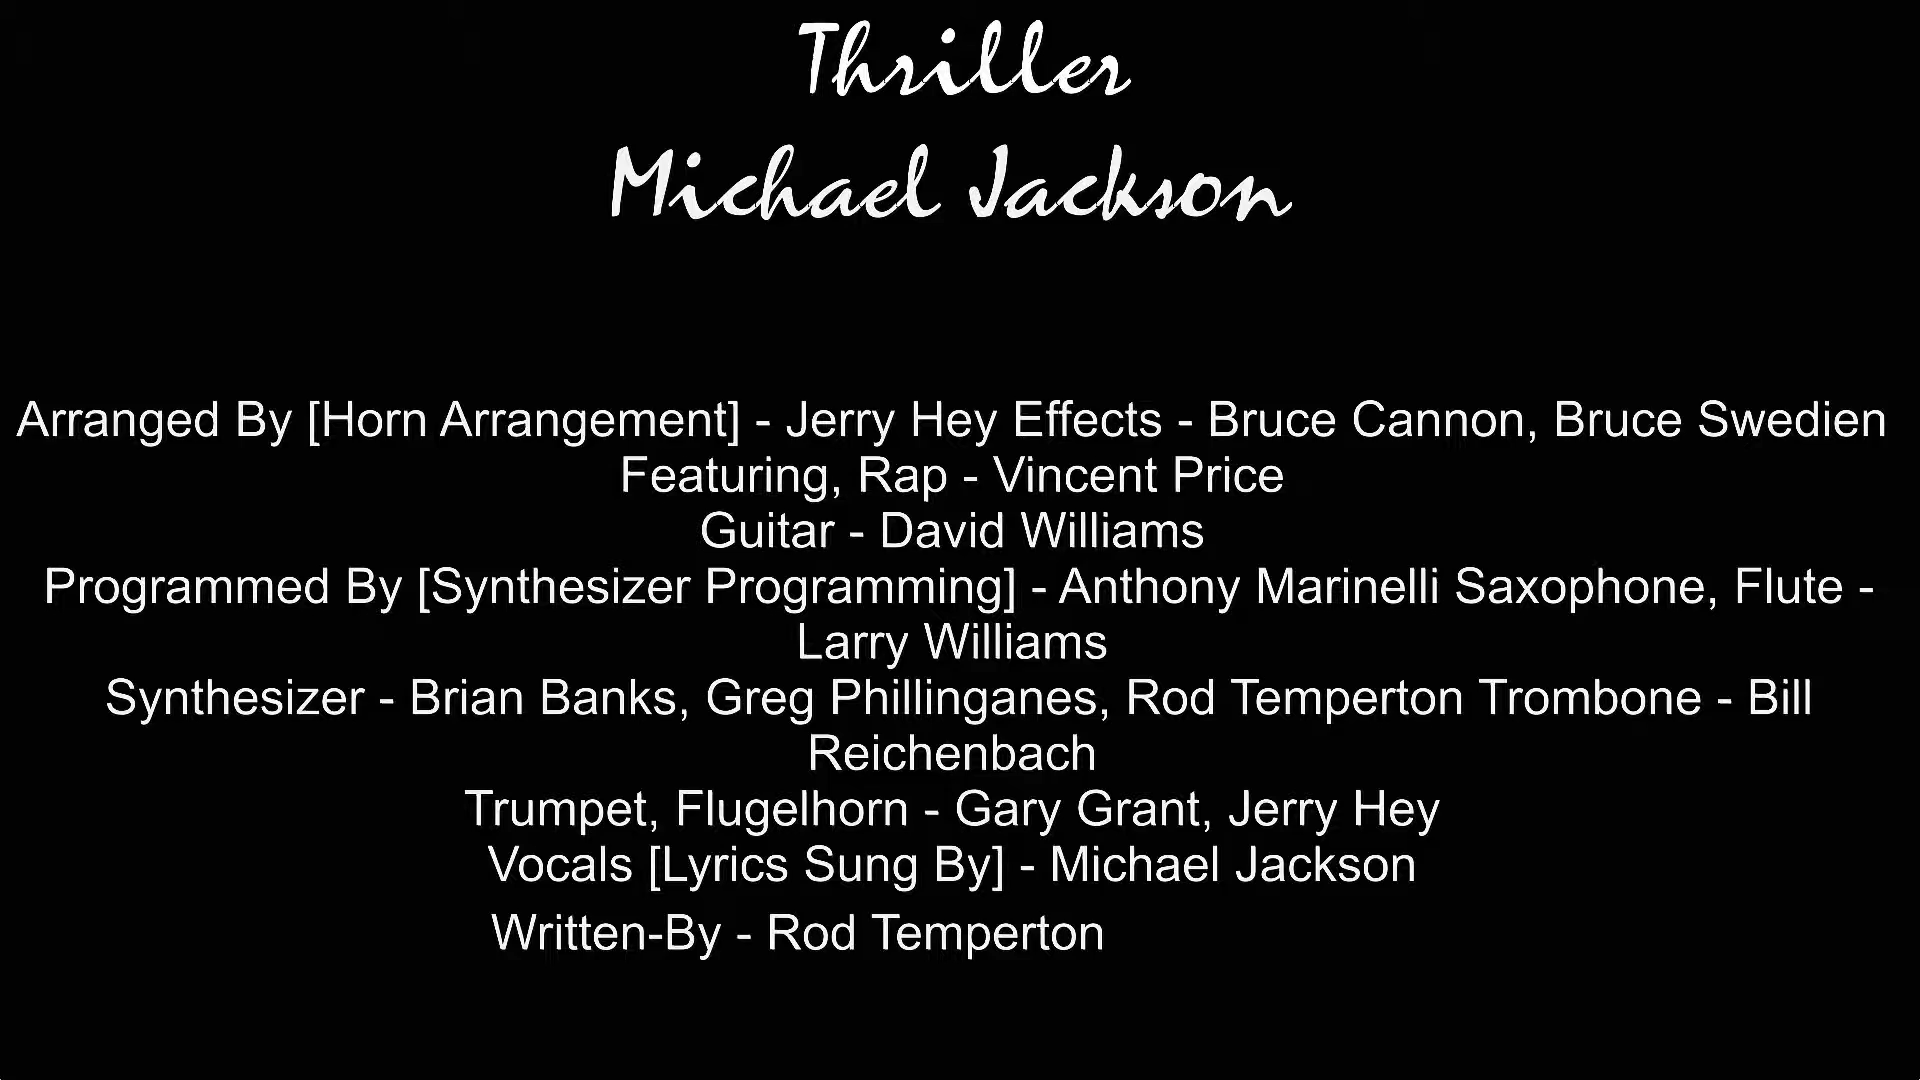 Thriller
Michael Jackson
Arranged By [Horn Arrangement] - Jerry Hey Effects - Bruce Cannon, Bruce Swedien
Featuring, Rap - Vincent Price
Guitar - David Williams
Programmed By [Synthesizer Programming] - Anthony Marinelli Saxophone, Flute -
Larry Williams
Synthesizer - Brian Banks, Greg Phillinganes, Rod Temperton Trombone - Bill
Reichenbach
Trumpet, Flugelhorn - Gary Grant, Jerry Hey
Vocals [Lyrics Sung By] - Michael Jackson
Written-By - Rod Temperton